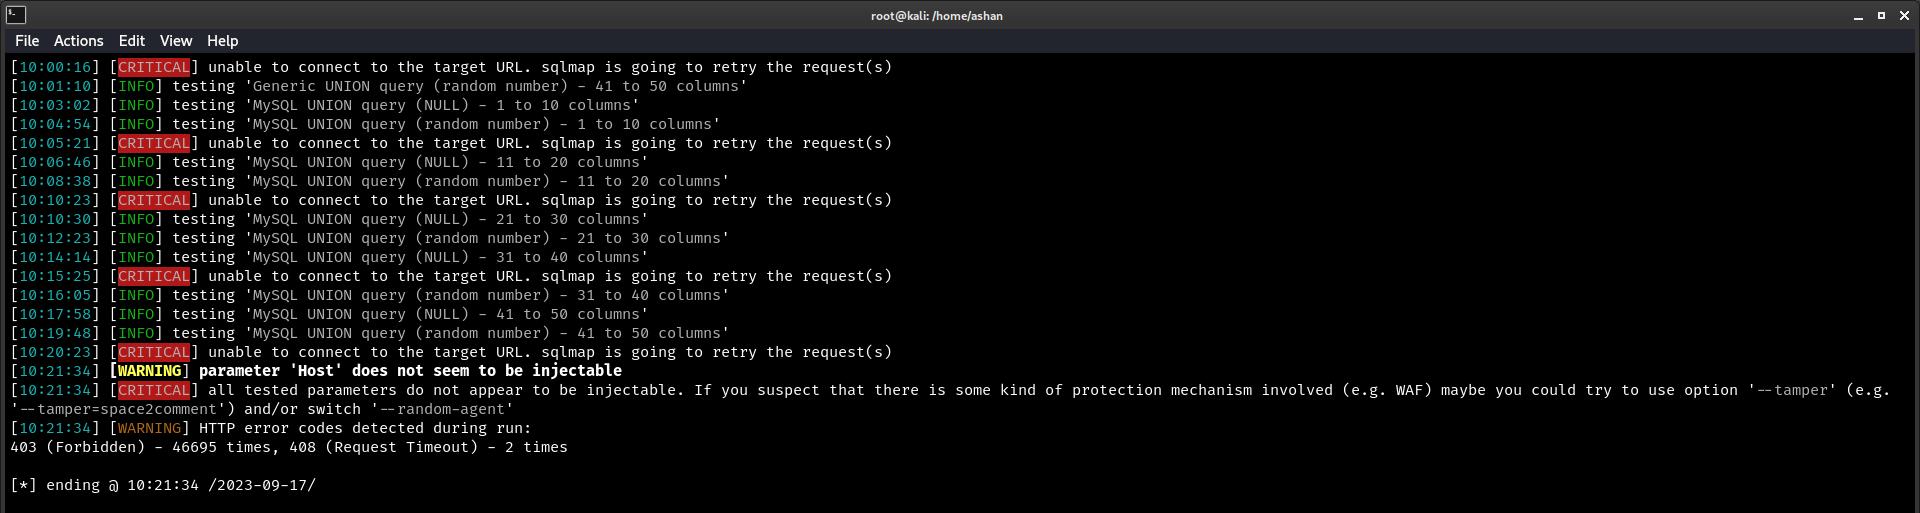 root@kali: /home/ashan
File Actions Edit View Help
[10:00:16] [CRITICAL] unable to connect to the target URL. sqlmap is going to retry the request(s)
[10:01:10] [INFO] testing 'Generic UNION query (random number) - 41 to 50 columns'
[10:03:02] [INFO] testing 'MySQL UNION query (NULL) - 1 to 10 columns'
[10:04:54] [INFO] testing 'MySQL UNION query (random number) - 1 to 10 columns'
[10:05:21] [CRITICAL] unable to connect to the target URL. sqlmap is going to retry the request(s)
[10:06:46] [INFO] testing 'MySQL UNION query (NULL) - 11 to 20 columns'
[10:08:38] [INFO] testing 'MySQL UNION query (random number) - 11 to 20 columns'
[10:10:23] [CRITICAL] unable to connect to the target URL. sqlmap is going to retry the request(s)
[10:10:30] [INFO] testing 'MySQL UNION query (NULL) - 21 to 30 columns'
[10:12:23] [INFO] testing 'MySQL UNION query (random number) - 21 to 30 columns'
[10:14:14] [INFO] testing 'MySQL UNION query (NULL) - 31 to 40 columns'
[10:15:25] [CRITICAL] unable to connect to the target URL. sqlmap is going to retry the request(s)
[10:16:05] [INFO] testing 'MySQL UNION query (random number) - 31 to 40 columns'
[10:17:58] [INFO] testing 'MySQL UNION query (NULL) - 41 to 50 columns'
[10:19:48] [INFO] testing 'MySQL UNION query (random number) - 41 to 50 columns'
[10:20:23] [CRITICAL] unable to connect to the target URL. sqlmap is going to retry the request(s)
[10:21:34] [WARNING] parameter 'Host' does not seem to be injectable
[10:21:34] [CRITICAL] all tested parameters do not appear to be injectable. If you suspect that there is some kind of protection mechanism involved (e.g. WAF) maybe you could try to use option '--tamper' (e.g.
'--tamper=space2comment') and/or switch '--random-agent'
[10:21:34] [WARNING] HTTP error codes detected during run:
403 (Forbidden) - 46695 times, 408 (Request Timeout) - 2 times
[*] ending @ 10:21:34 /2023-09-17/